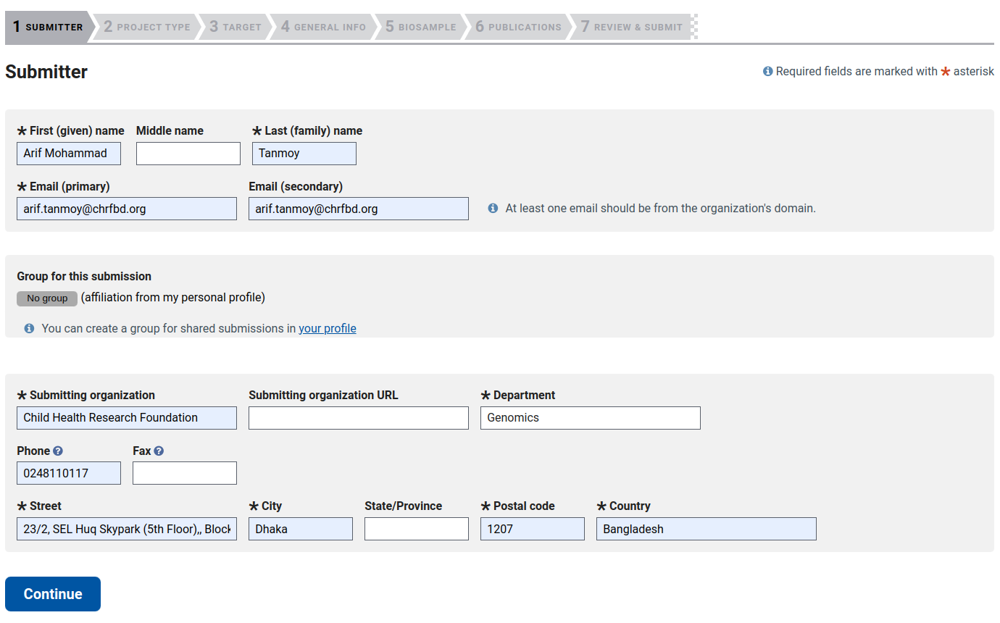 1 SUBMITTER 2 PROJECT TYPE 3 TARGET 4 GENERAL INFO 5 BIOSAMPLE 6 PUBLICATIONS 7 REVIEW & SUBMIT
Submitter
Required fields are marked with * asterisk
* First (given) name Middle name * Last (family) name
Arif Mohammad Tanmoy
* Email (primary) Email (secondary)
arif.tanmoy@chrfbd.org arif.tanmoy@chrfbd.org At least one email should be from the organization's domain.
Group for this submission
No group (affiliation from my personal profile)
You can create a group for shared submissions in your profile
* Submitting organization Submitting organization URL * Department
Child Health Research Foundation Genomics
Phone ? Fax ?
0248110117
* Street * City State/Province * Postal code * Country
23/2, SEL Huq Skypark (5th Floor),, Block Dhaka 1207 Bangladesh
Continue